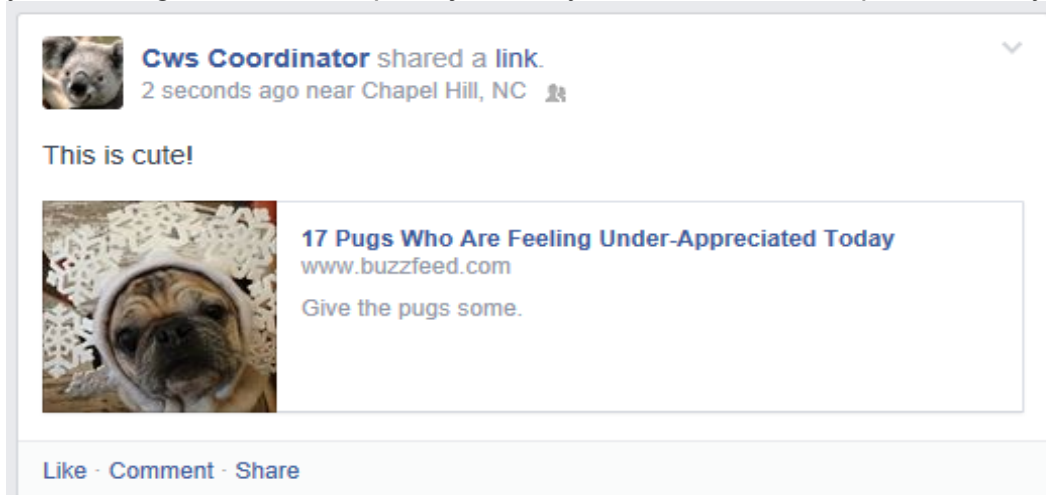 Cws Coordinator shared a link.
2 seconds ago near Chapel Hill, NC
This is cute!
17 Pugs Who Are Feeling Under-Appreciated Today
www.buzzfeed.com
Give the pugs some.
Like · Comment · Share